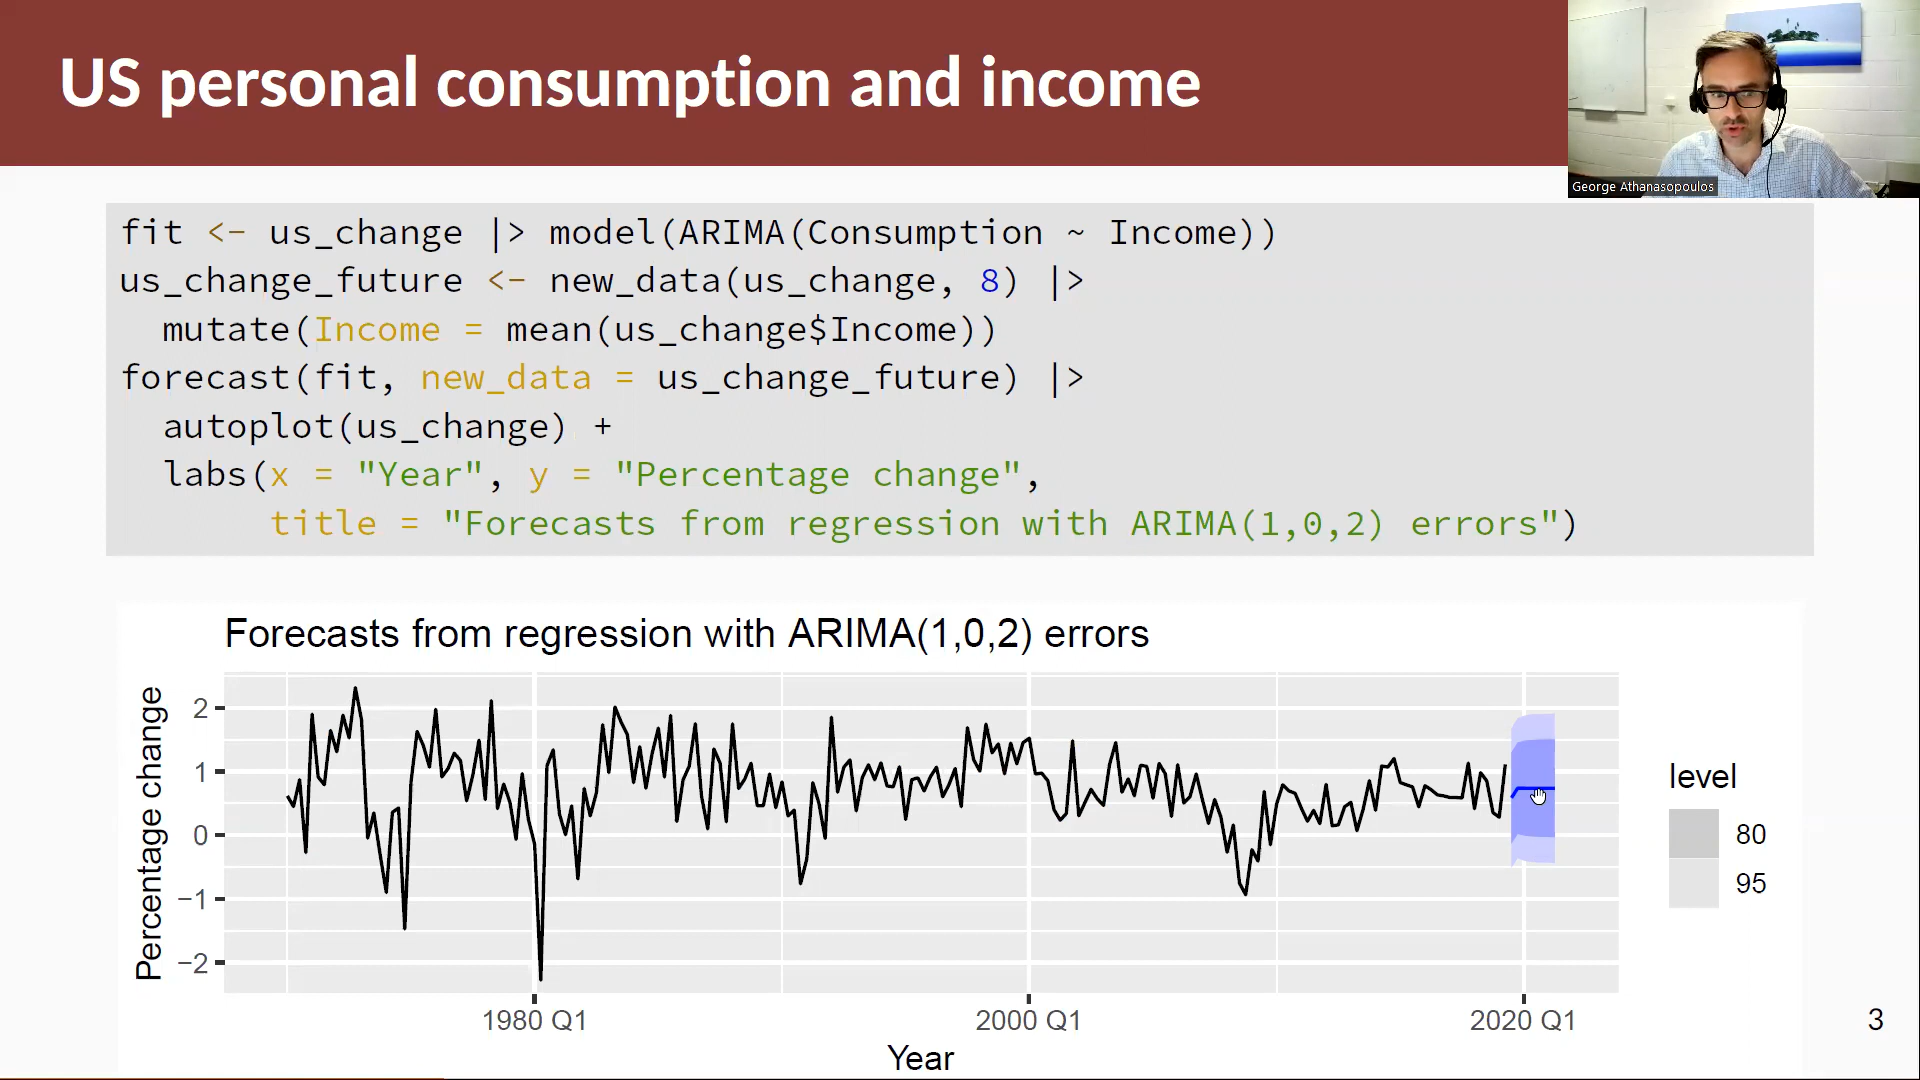 US personal consumption and income
George Athanasopoulos
fit <- us_change |> model(ARIMA(Consumption ~ Income))
us_change_future <- new_data(us_change, 8) |>
  mutate(Income = mean(us_change$Income))
forecast(fit, new_data = us_change_future) |>
  autoplot(us_change) +
  labs(x = "Year", y = "Percentage change",
       title = "Forecasts from regression with ARIMA(1,0,2) errors")
Forecasts from regression with ARIMA(1,0,2) errors
Percentage change
2
1
0
−1
−2
1980 Q1
2000 Q1
2020 Q1
Year
level
80
95
3